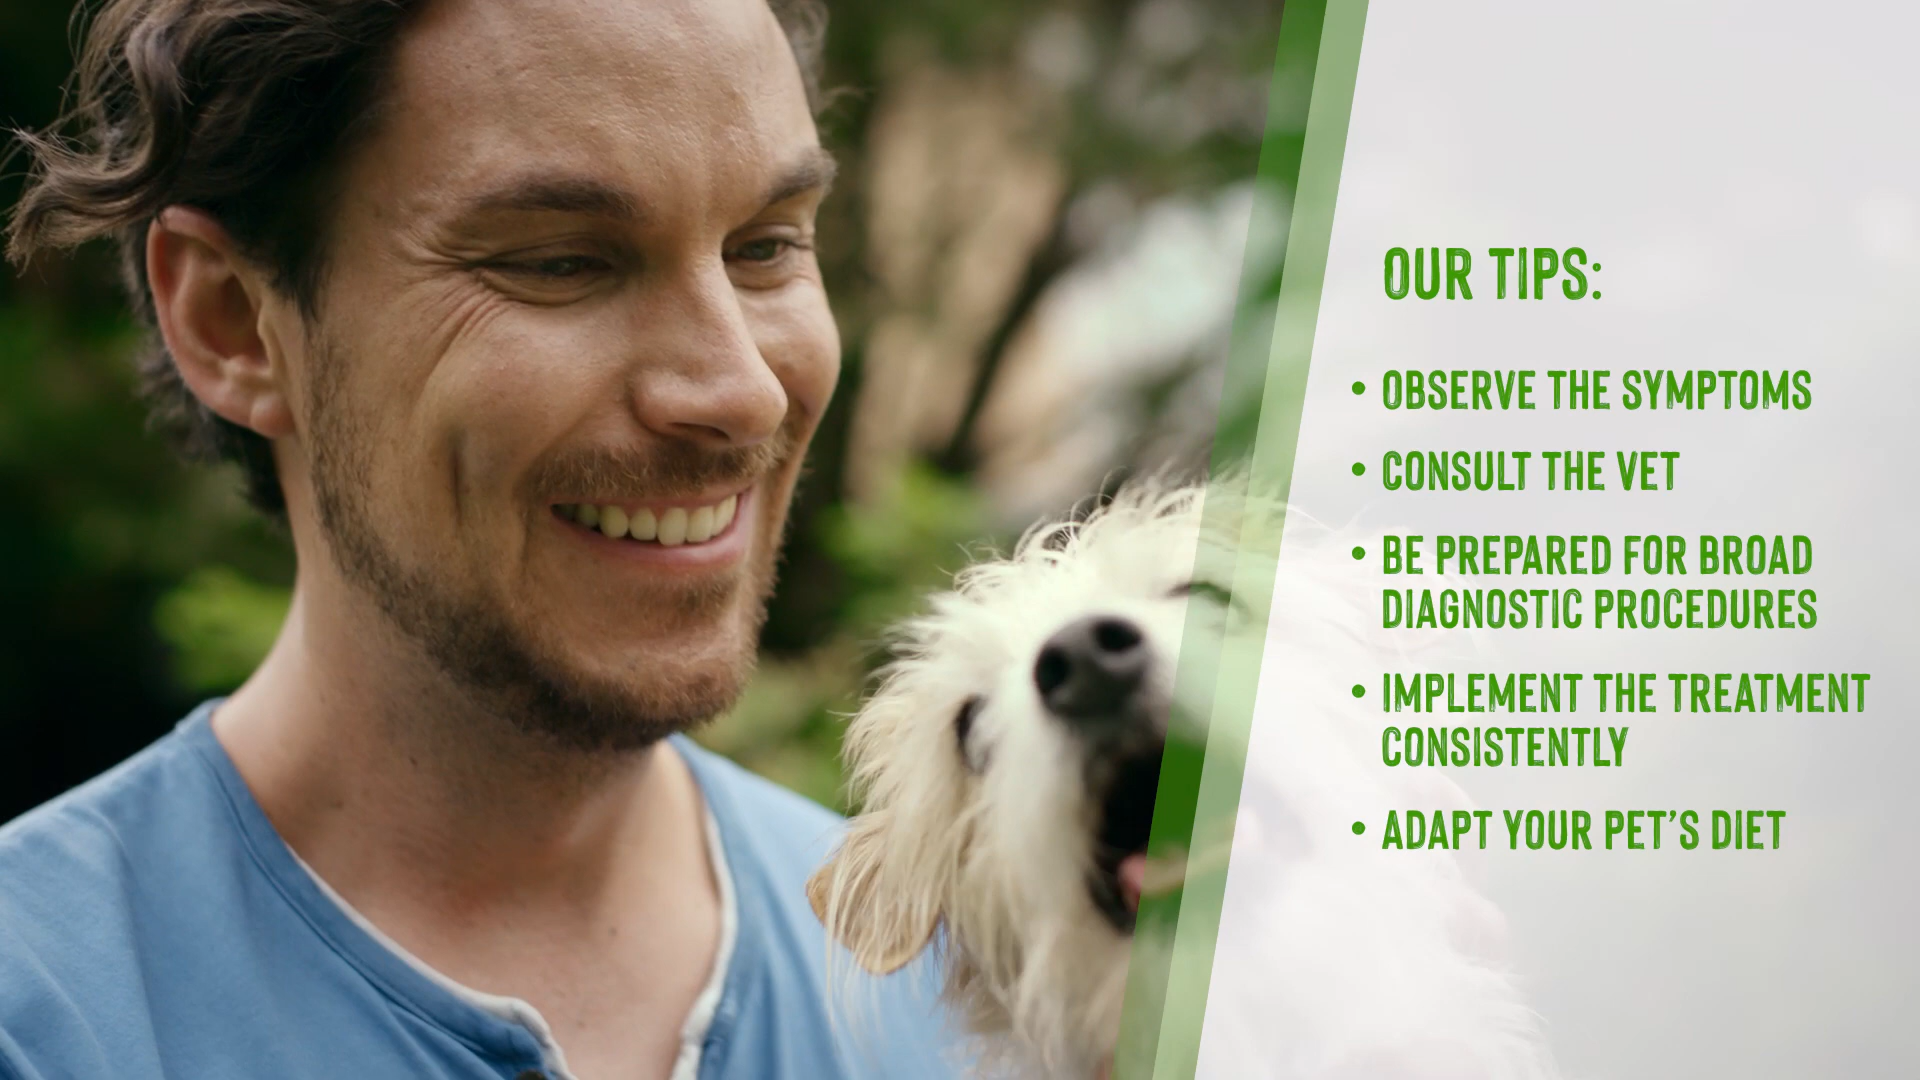 OUR TIPS:
• OBSERVE THE SYMPTOMS
• CONSULT THE VET
• BE PREPARED FOR BROAD
DIAGNOSTIC PROCEDURES
• IMPLEMENT THE TREATMENT
CONSISTENTLY
• ADAPT YOUR PET’S DIET